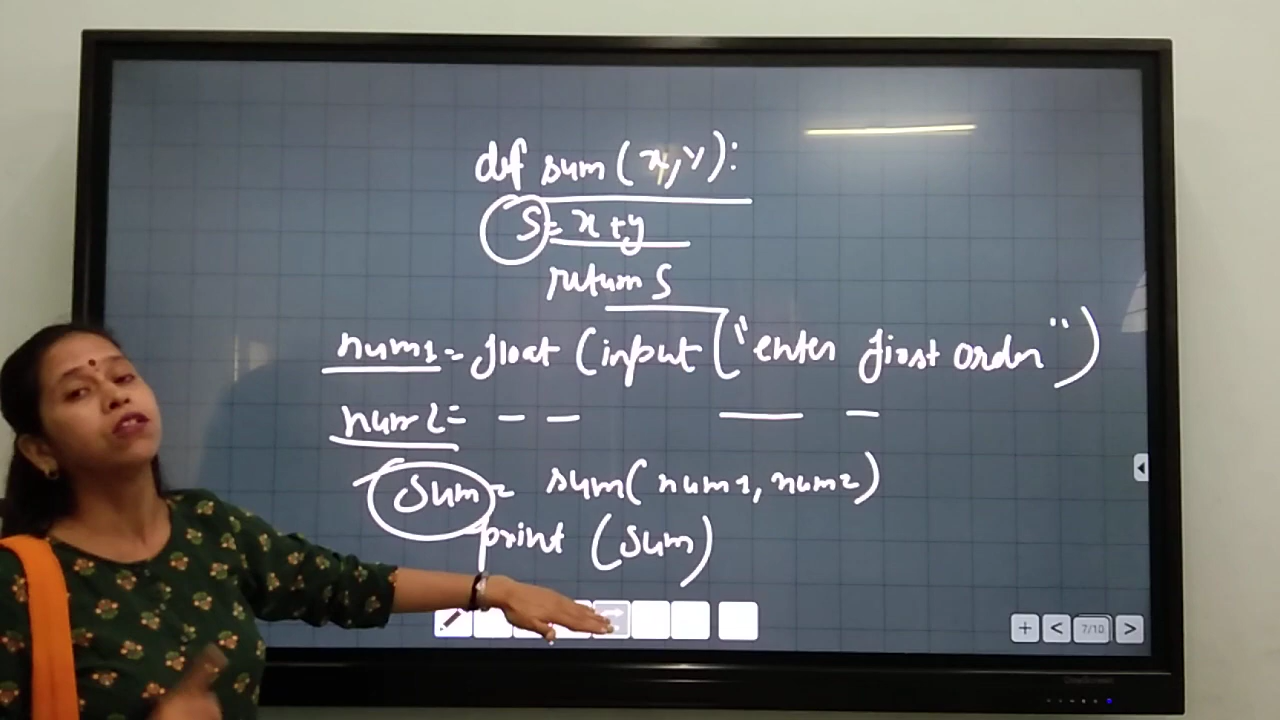 def sum(x,y):
S= x+y
return S
num1= float (input("enter first order")
num2= — — — —
sum= sum(num1, num2)
print (sum)
+ < 7/10 >